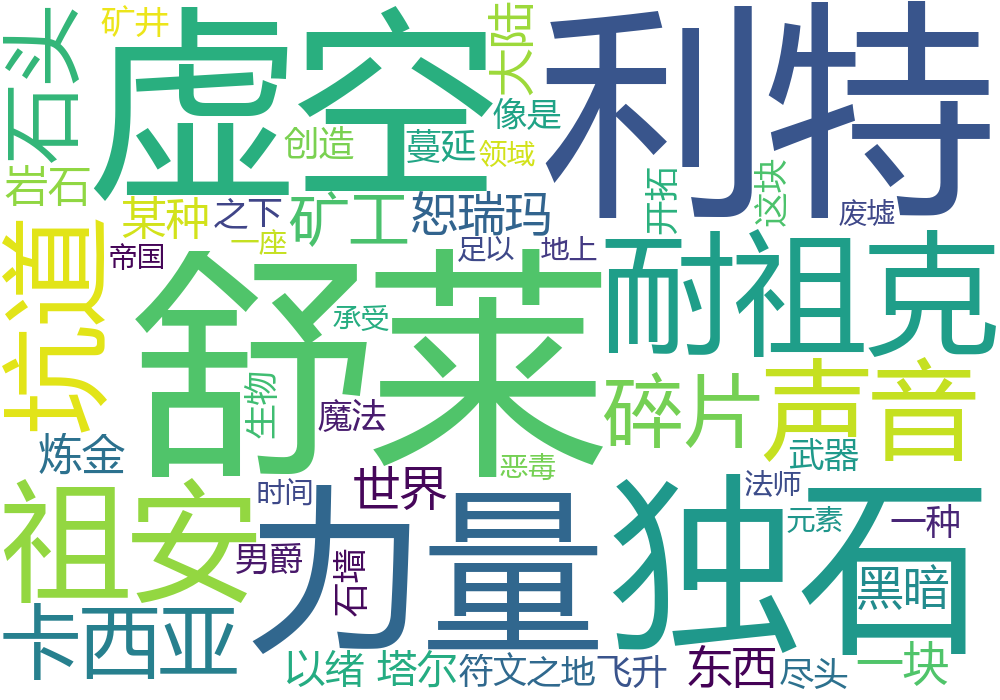 矿井
虚空
大陆
利特
石头
像是
创造
蔓延
领域
岩石
开拓
这块
某种
之下
矿工
恕瑞玛
废墟
一座
帝国
足以
地上
坑道
舒莱
耐祖克
承受
生物
魔法
碎片
声音
炼金
恶毒
武器
世界
祖安
时间
力量
独石
法师
元素
一种
男爵
石墙
黑暗
卡西亚
以绪
塔尔
符文之地
飞升
东西
尽头
一块